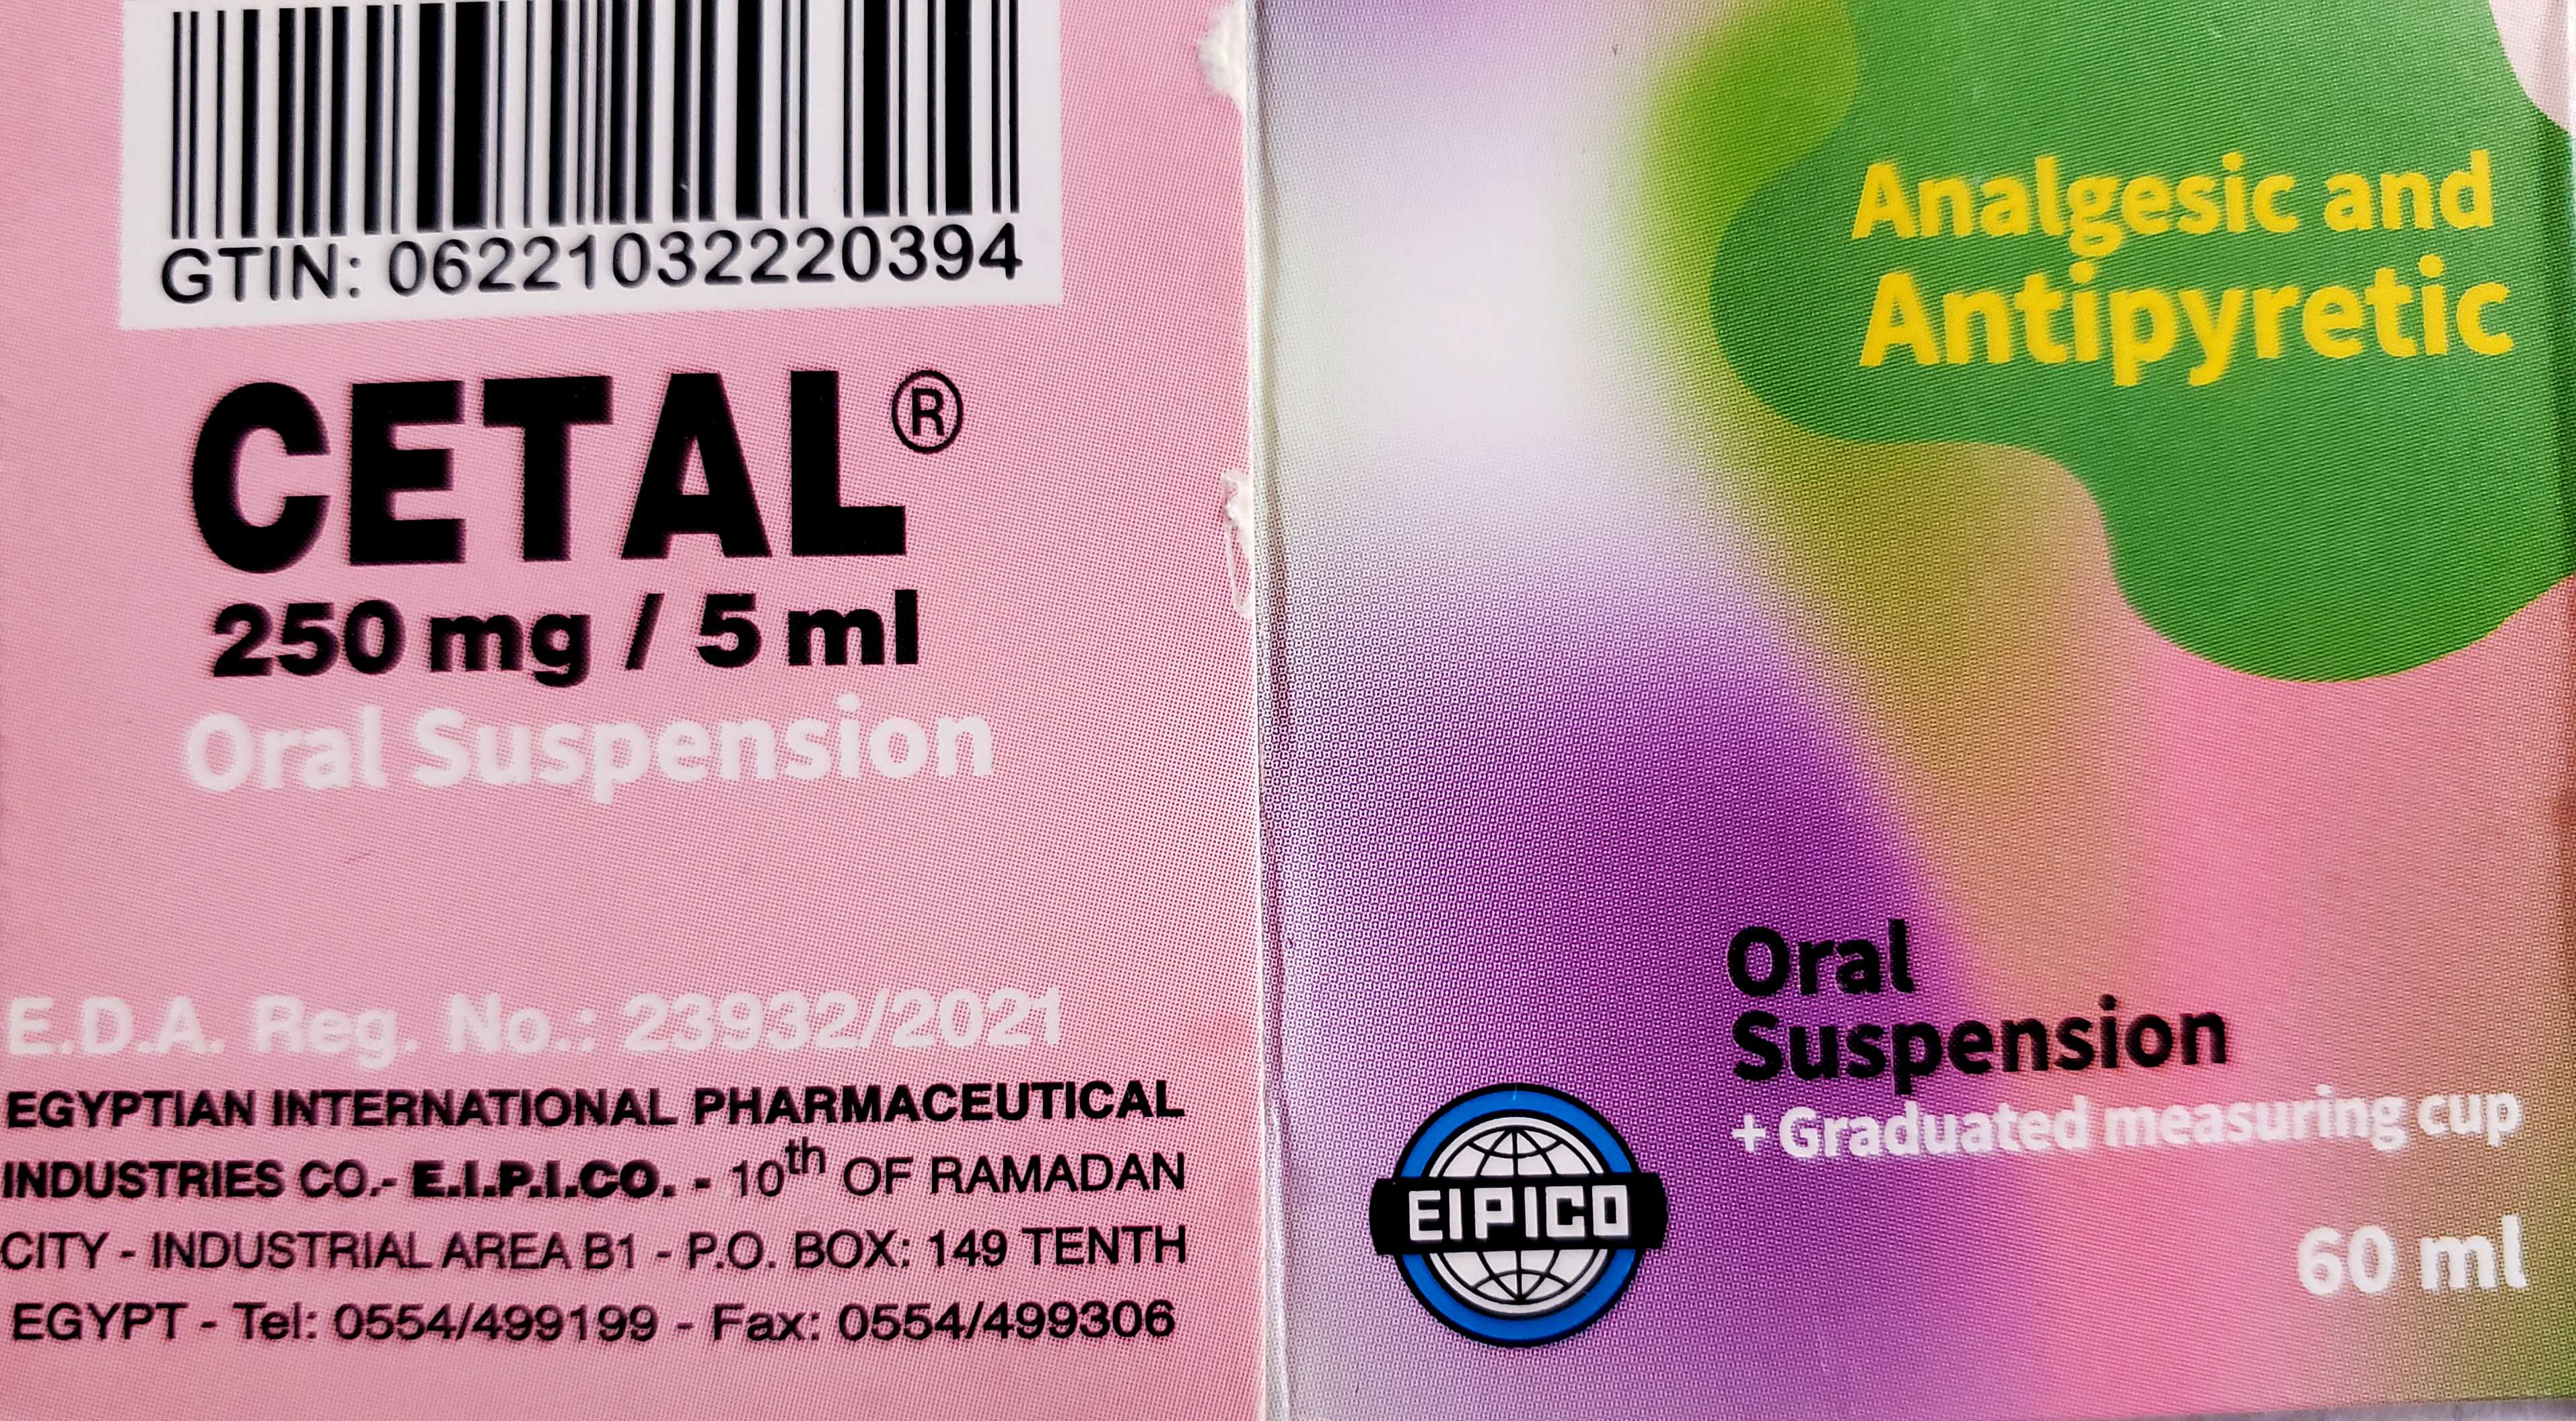 GTIN: 06221032220394
CETAL®
250 mg / 5 ml
Oral Suspension
E.D.A. Reg. No.: 23932/2021
EGYPTIAN INTERNATIONAL PHARMACEUTICAL
INDUSTRIES CO.- E.I.P.I.CO. - 10th OF RAMADAN
CITY - INDUSTRIAL AREA B1 - P.O. BOX: 149 TENTH
EGYPT - Tel: 0554/499199 - Fax: 0554/499306
Analgesic and
Antipyretic
Oral
Suspension
+ Graduated measuring cup
EIPICO
60 ml